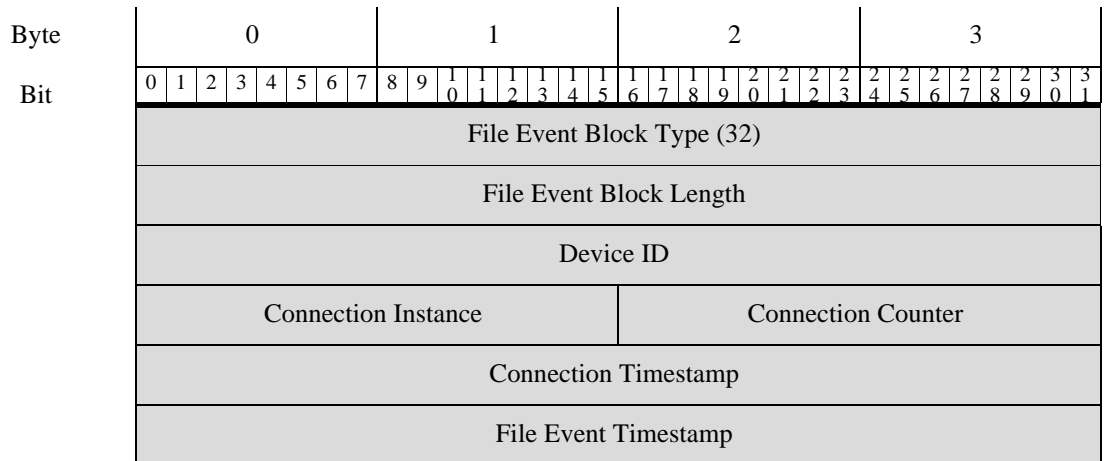 Byte 0 1 2 3
Bit 0 1 2 3 4 5 6 7 8 9 10 11 12 13 14 15 16 17 18 19 20 21 22 23 24 25 26 27 28 29 30 31
File Event Block Type (32)
File Event Block Length
Device ID
Connection Instance Connection Counter
Connection Timestamp
File Event Timestamp